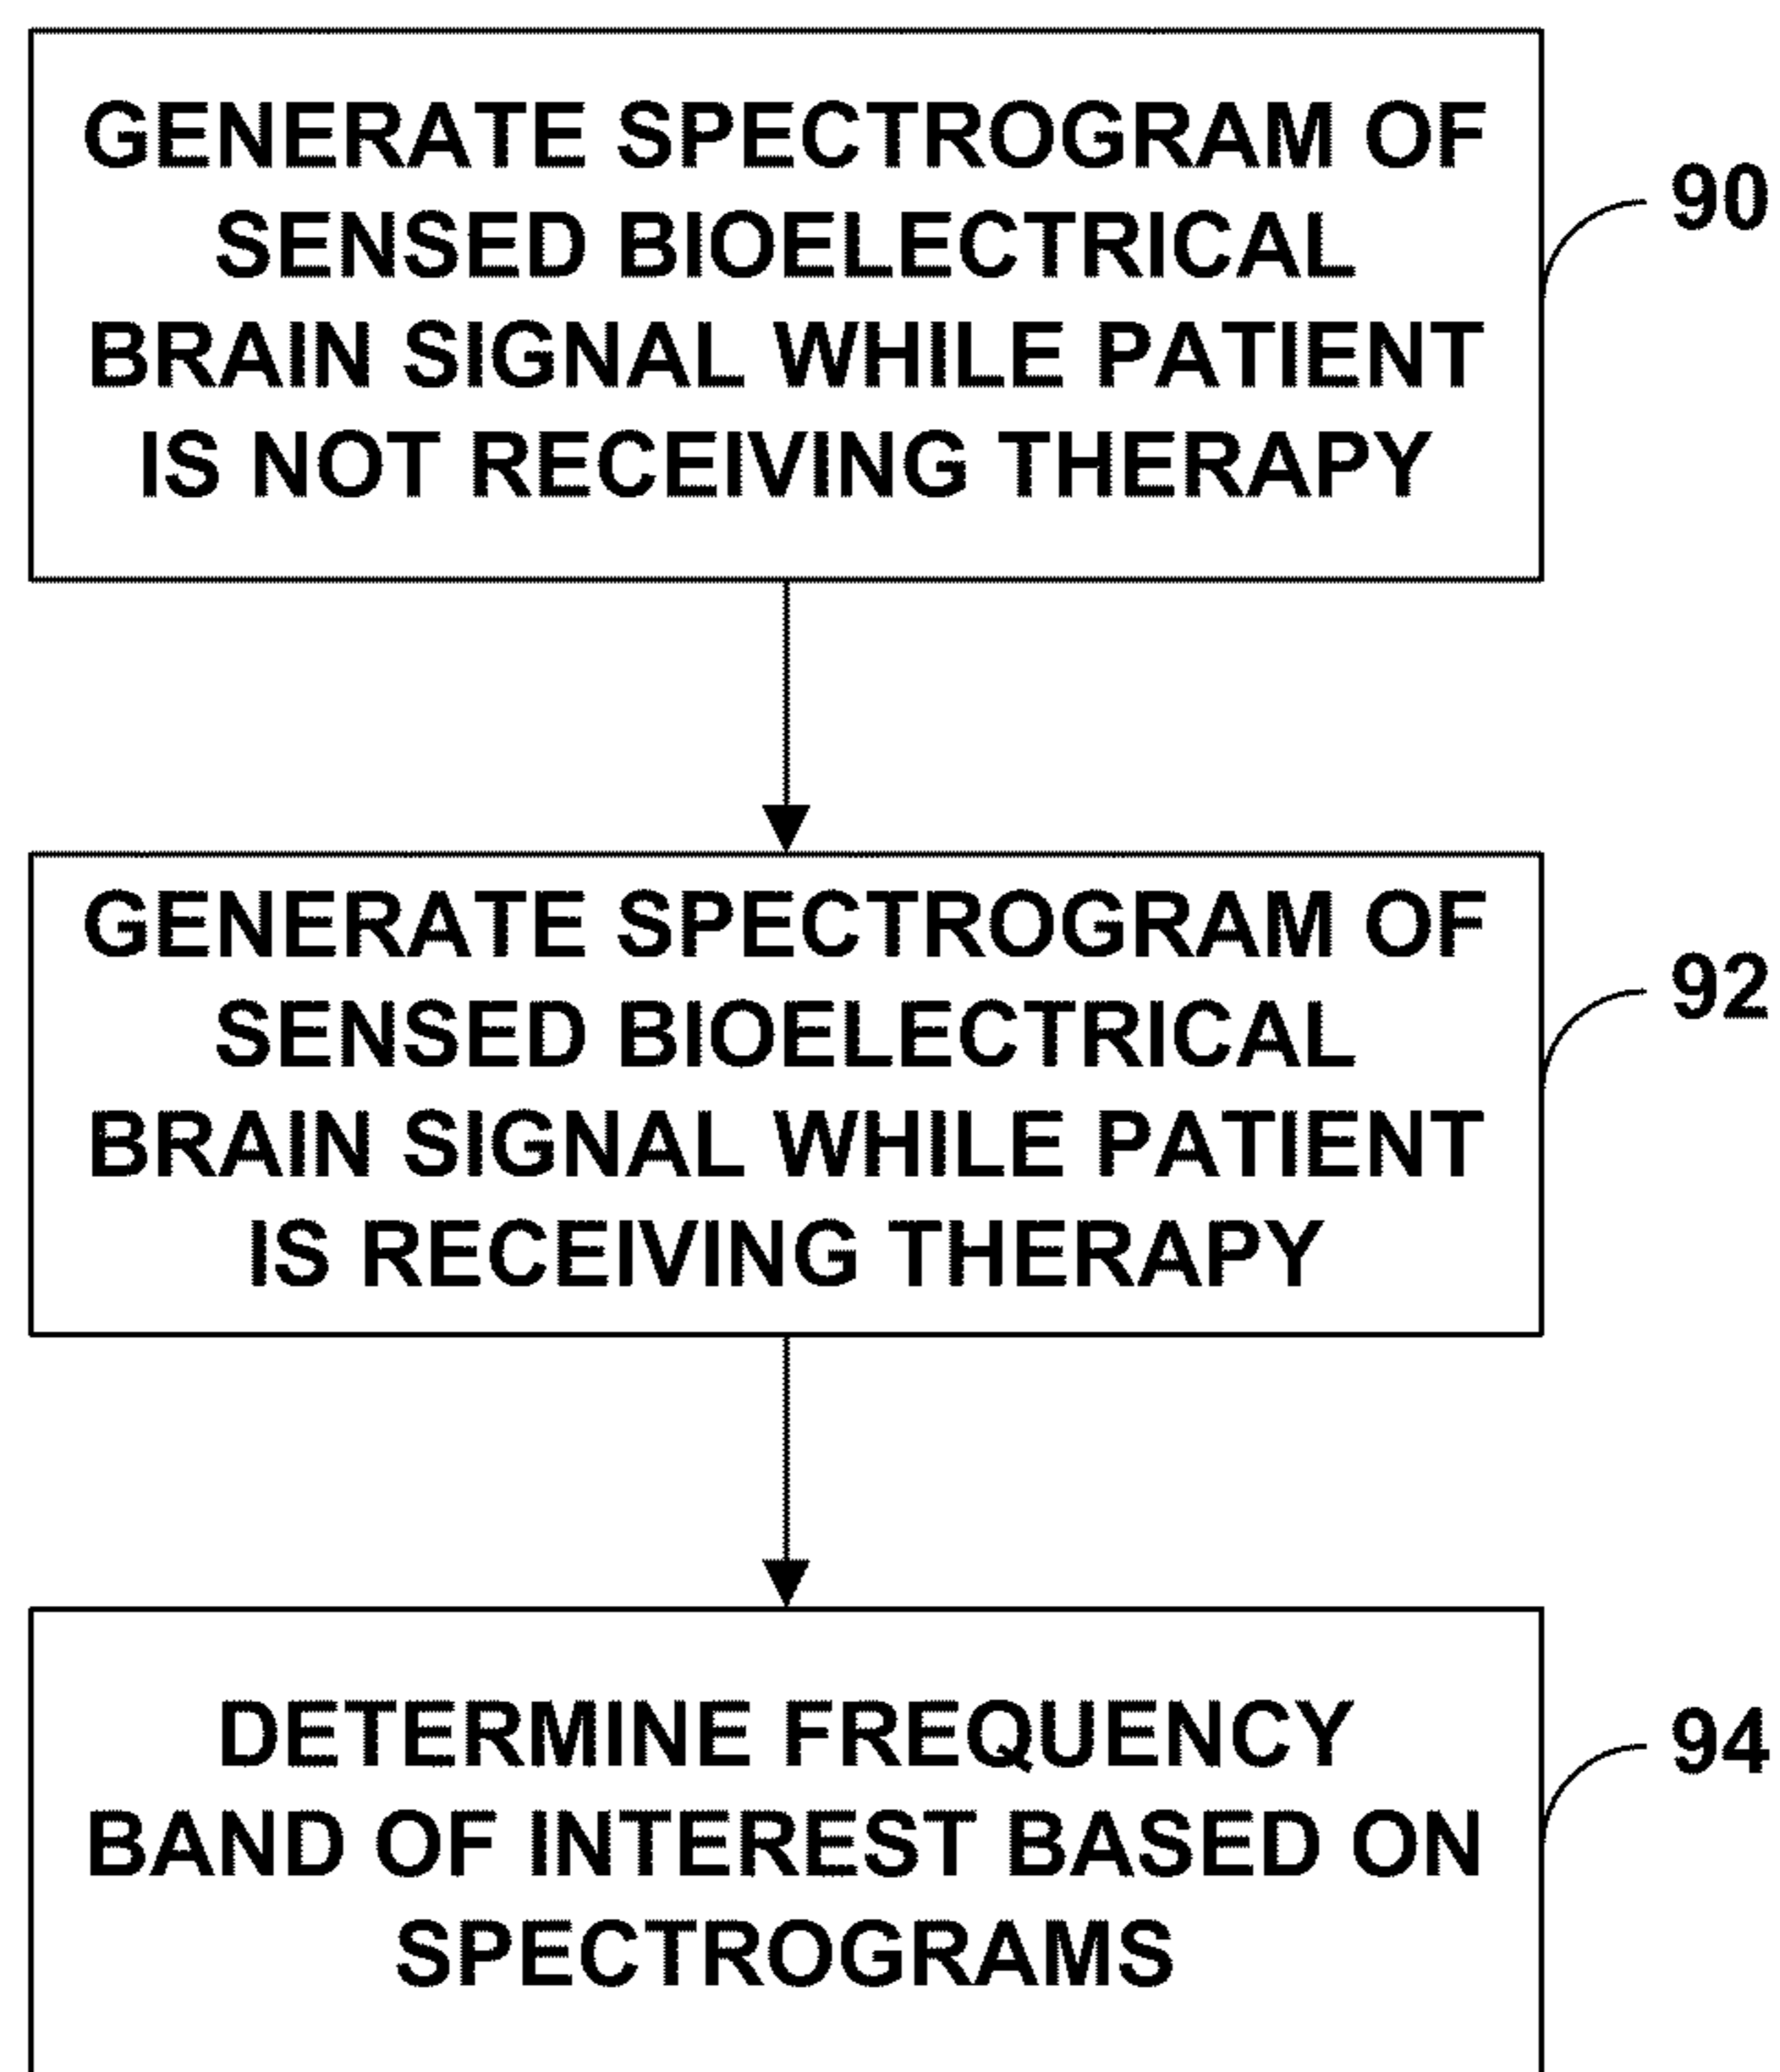 GENERATE SPECTROGRAM OF
SENSED BIOELECTRICAL
BRAIN SIGNAL WHILE PATIENT
IS NOT RECEIVING THERAPY
90
GENERATE SPECTROGRAM OF
SENSED BIOELECTRICAL
BRAIN SIGNAL WHILE PATIENT
IS RECEIVING THERAPY
92
DETERMINE FREQUENCY
BAND OF INTEREST BASED ON
SPECTROGRAMS
94